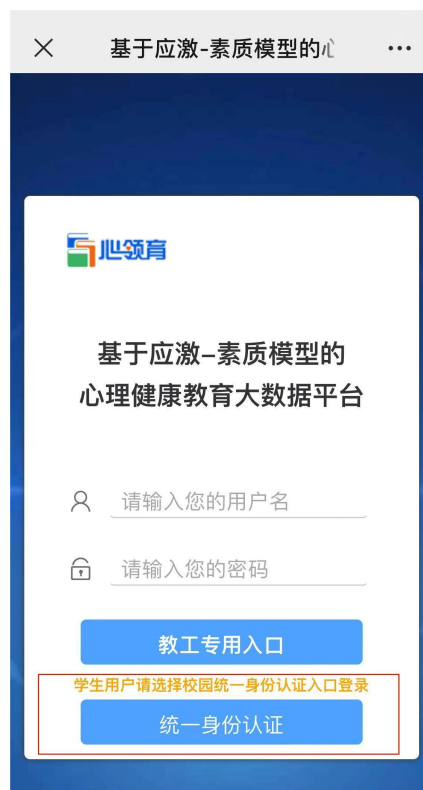 基于应激-素质模型的
心领育
基于应激–素质模型的
心理健康教育大数据平台
请输入您的用户名
请输入您的密码
教工专用入口
学生用户请选择校园统一身份认证入口登录
统一身份认证